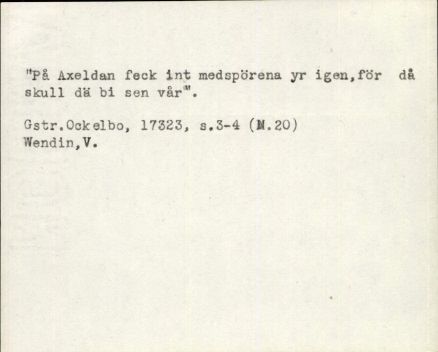 "På Axeldan feck int medspörena yr igen,för då
skull dä bi sen vår".
Gstr.Ockelbo, 17323, s.3-4 (M.20)
Wendin,V.